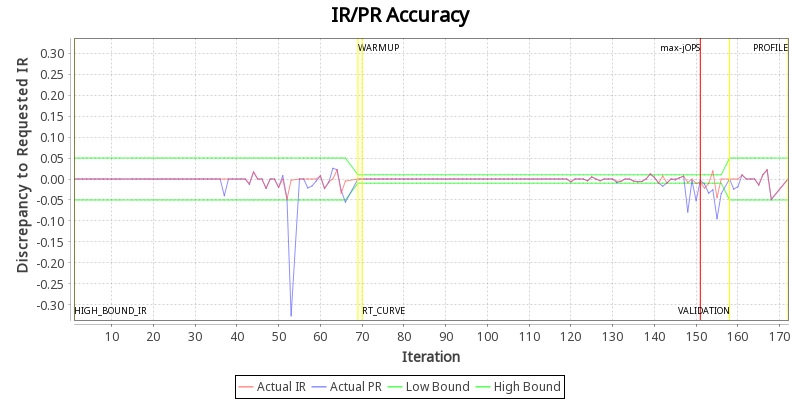 IR/PR Accuracy
Discrepancy to Requested IR
0.30
0.25
0.20
0.15
0.10
0.05
0.00
-0.05
-0.10
-0.15
-0.20
-0.25
-0.30
WARMUP
max-jOPS
PROFILE
HIGH_BOUND_IR
RT_CURVE
VALIDATION
10 20 30 40 50 60 70 80 90 100 110 120 130 140 150 160 170
Iteration
Actual IR Actual PR Low Bound High Bound